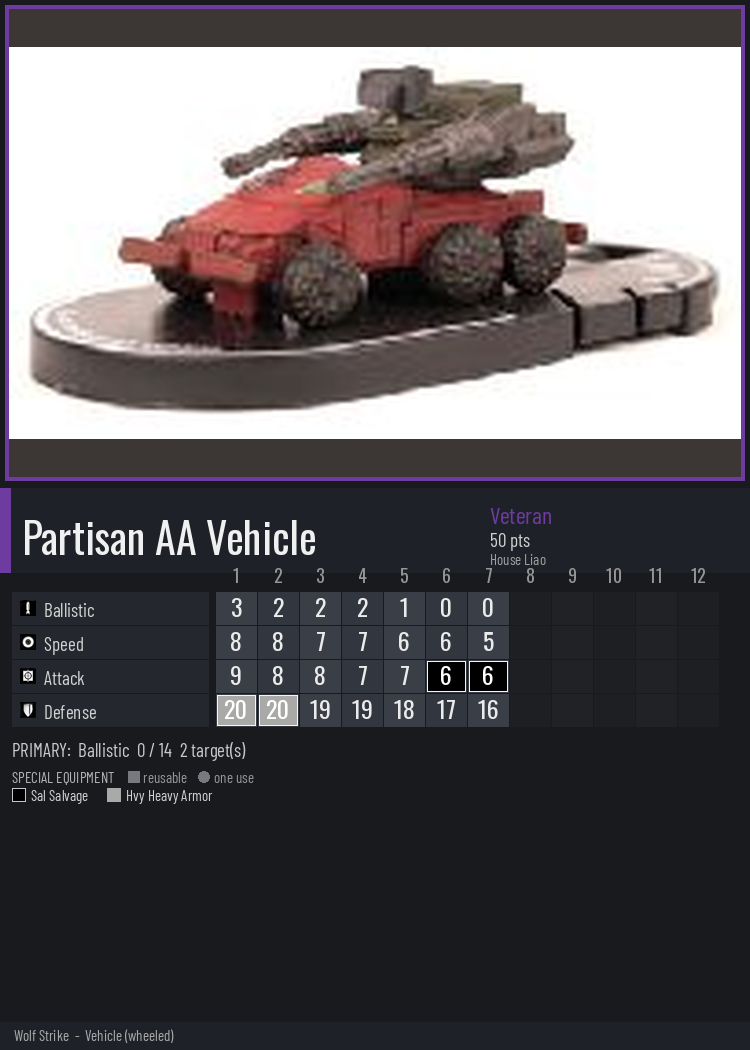 Partisan AA Vehicle
Veteran
50 pts
House Liao
1 2 3 4 5 6 7 8 9 10 11 12
Ballistic 3 2 2 2 1 0 0
Speed 8 8 7 7 6 6 5
Attack 9 8 8 7 7 6 6
Defense 20 20 19 19 18 17 16
PRIMARY: Ballistic 0 / 14 2 target(s)
SPECIAL EQUIPMENT reusable one use
Sal Salvage Hvy Heavy Armor
Wolf Strike - Vehicle (wheeled)